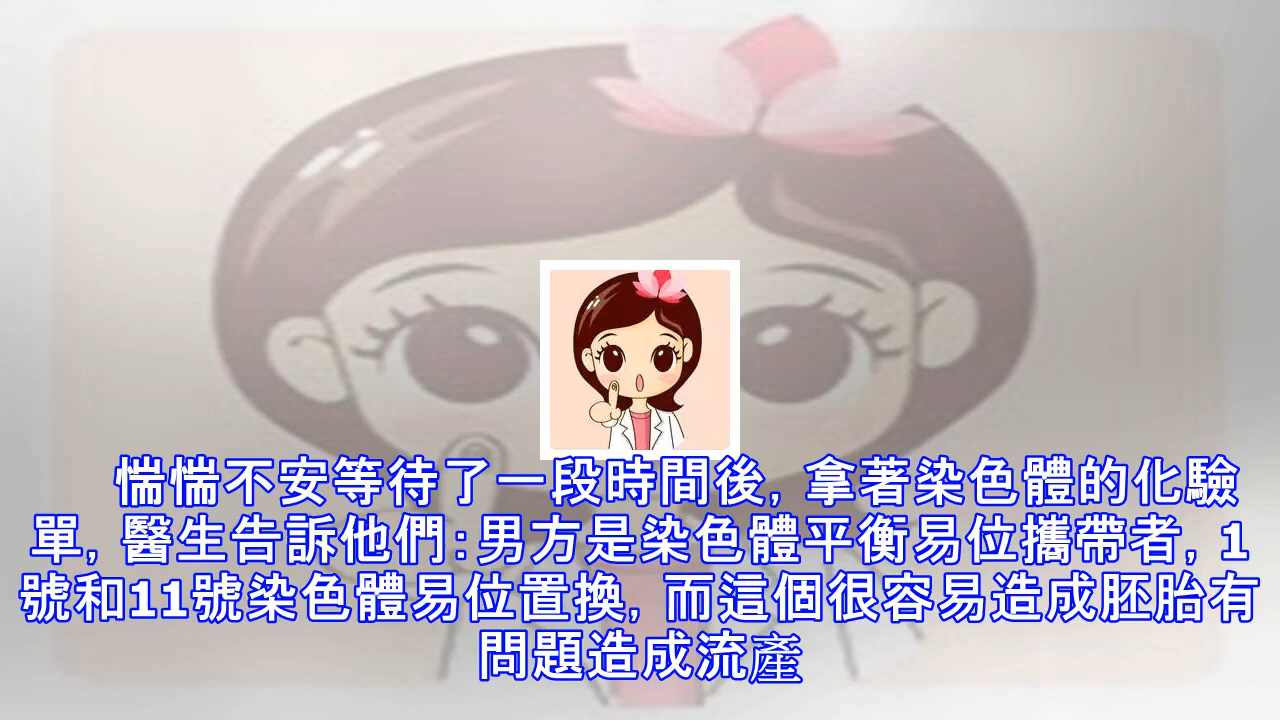 惴惴不安等待了一段時間後, 拿著染色體的化驗
單, 醫生告訴他們:男方是染色體平衡易位攜帶者, 1
號和11號染色體易位置換, 而這個很容易造成胚胎有
問題造成流產